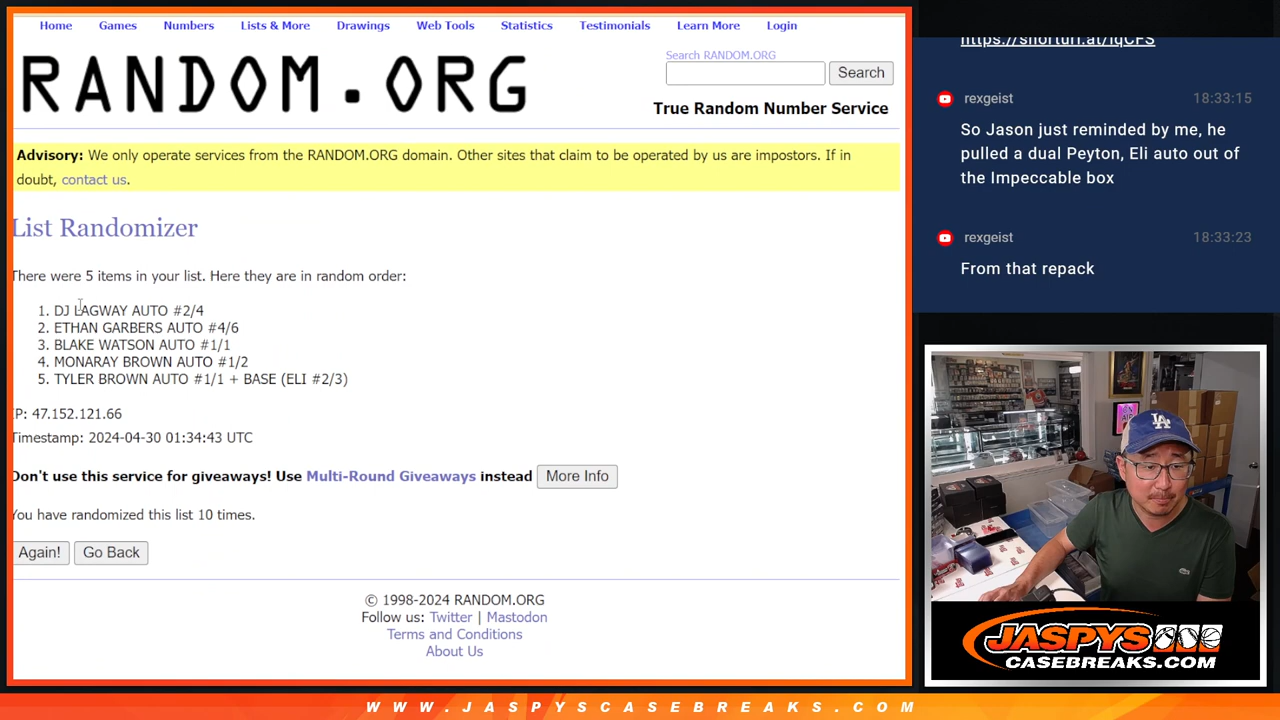 Home Games Numbers Lists & More Drawings Web Tools Statistics Testimonials Learn More Login
RANDOM.ORG
Search RANDOM.ORG
Search
True Random Number Service
Advisory: We only operate services from the RANDOM.ORG domain. Other sites that claim to be operated by us are impostors. If in
doubt, contact us.
List Randomizer
There were 5 items in your list. Here they are in random order:
1. DJ LAGWAY AUTO #2/4
2. ETHAN GARBERS AUTO #4/6
3. BLAKE WATSON AUTO #1/1
4. MONARAY BROWN AUTO #1/2
5. TYLER BROWN AUTO #1/1 + BASE (ELI #2/3)
IP: 47.152.121.66
Timestamp: 2024-04-30 01:34:43 UTC
Don't use this service for giveaways! Use Multi-Round Giveaways instead More Info
You have randomized this list 10 times.
Again! Go Back
© 1998-2024 RANDOM.ORG
Follow us: Twitter | Mastodon
Terms and Conditions
About Us
rexgeist 18:33:15
So Jason just reminded by me, he
pulled a dual Peyton, Eli auto out of
the Impeccable box
rexgeist 18:33:23
From that repack
LA
JASPYS
CASEBREAKS.COM
WWW.JASPYSCASEBREAKS.COM